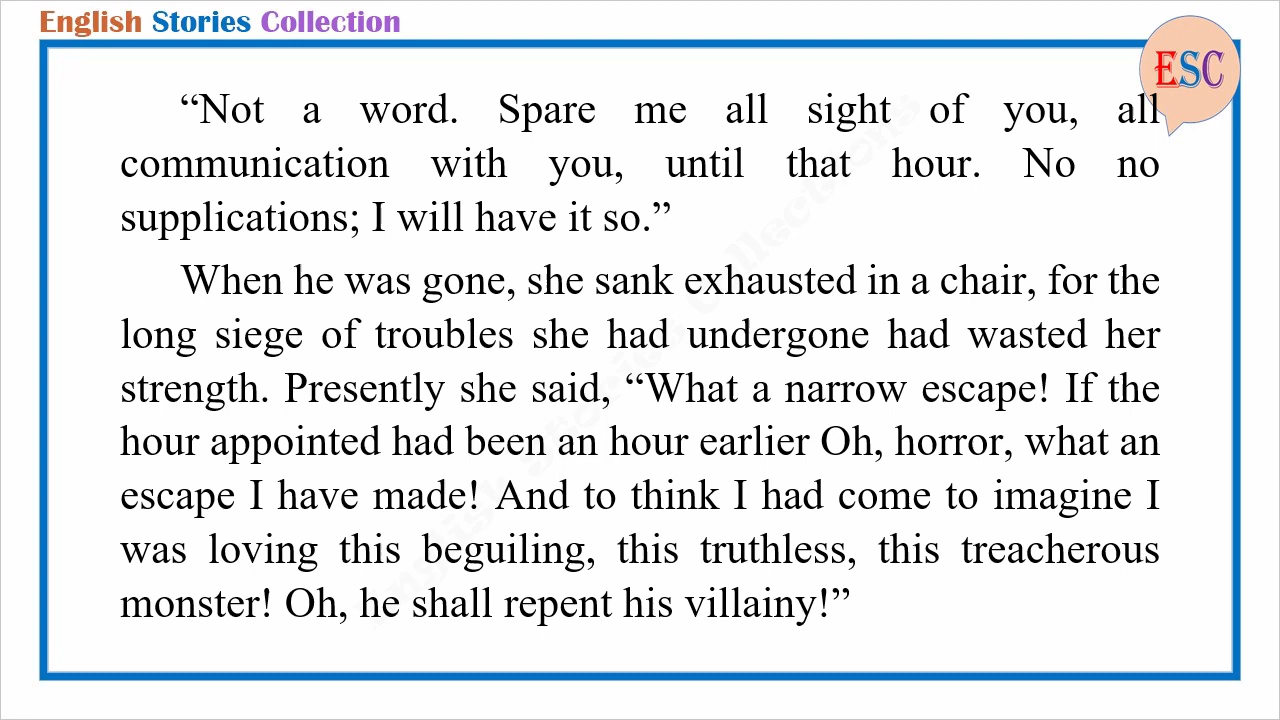 English Stories Collection
ESC
“Not a word. Spare me all sight of you, all
communication with you, until that hour. No no
supplications; I will have it so.”
When he was gone, she sank exhausted in a chair, for the
long siege of troubles she had undergone had wasted her
strength. Presently she said, “What a narrow escape! If the
hour appointed had been an hour earlier Oh, horror, what an
escape I have made! And to think I had come to imagine I
was loving this beguiling, this truthless, this treacherous
monster! Oh, he shall repent his villainy!”
English Stories Collections